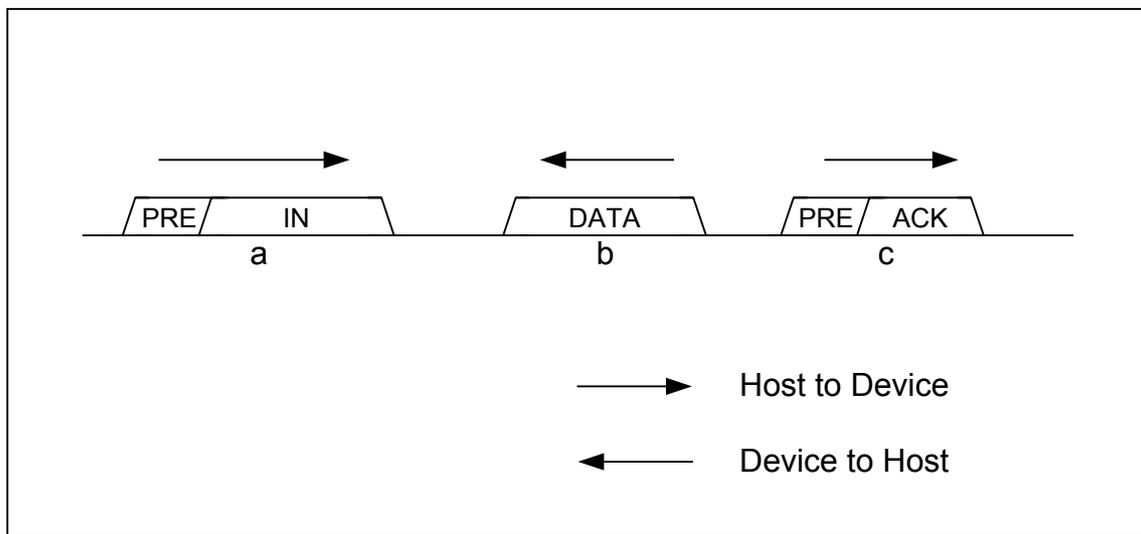 PRE IN DATA PRE ACK
a b c
Host to Device
Device to Host